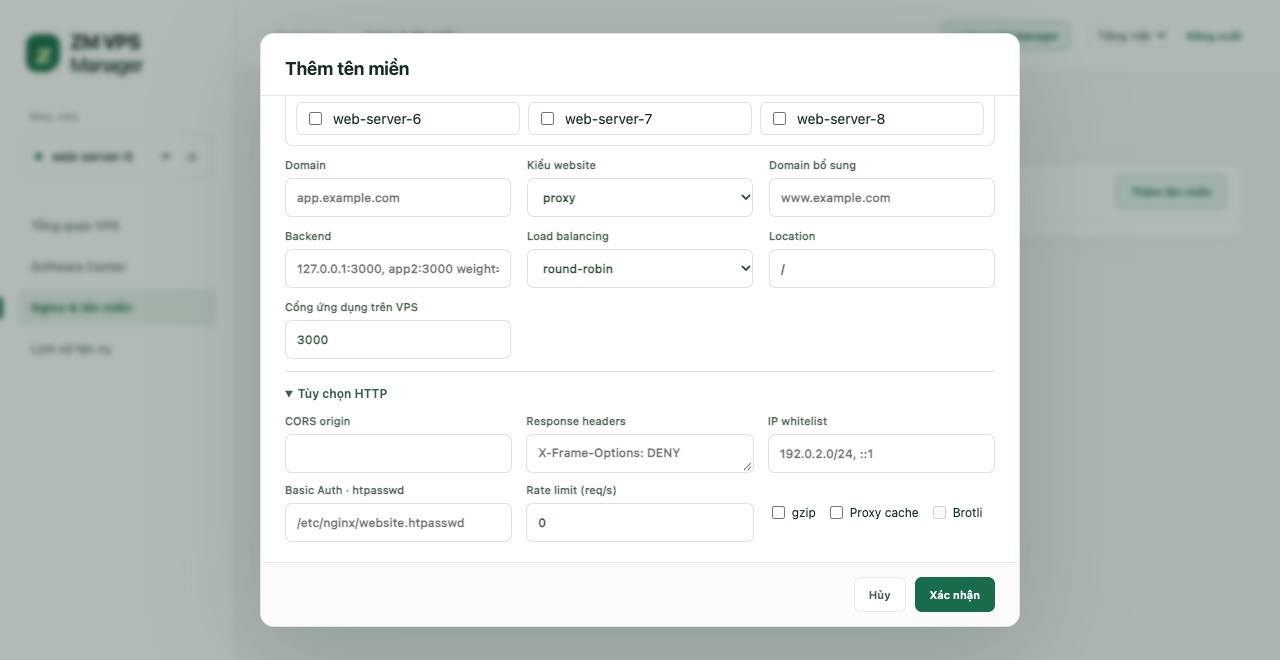 ZM VPS
Manager
Tiếng Việt
Đăng xuất
web-server-0
Tổng quan VPS
Software Center
Nginx & tên miền
Lịch sử tác vụ
Thêm tên miền
Thêm tên miền
web-server-6
web-server-7
web-server-8
Domain
Kiểu website
Domain bổ sung
app.example.com
proxy
www.example.com
Backend
Load balancing
Location
127.0.0.1:3000, app2:3000 weight=
round-robin
/
Cổng ứng dụng trên VPS
3000
▼ Tùy chọn HTTP
CORS origin
Response headers
IP whitelist
X-Frame-Options: DENY
192.0.2.0/24, ::1
Basic Auth · htpasswd
Rate limit (req/s)
/etc/nginx/website.htpasswd
0
gzip
Proxy cache
Brotli
Hủy
Xác nhận